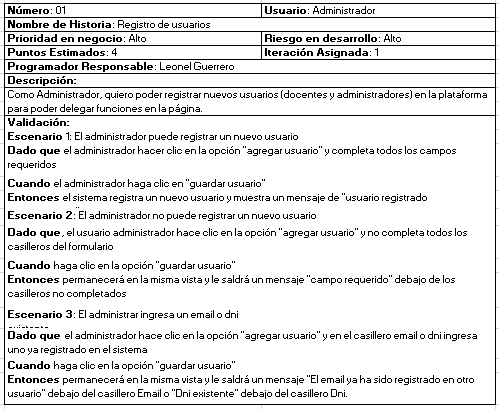 Número: 01 Usuario: Administrador
Nombre de Historia: Registro de usuarios
Prioridad en negocio: Alto Riesgo en desarrollo: Alto
Puntos Estimados: 4 Iteración Asignada: 1
Programador Responsable: Leonel Guerrero
Descripción:
Como Administrador, quiero poder registrar nuevos usuarios (docentes y administradores) en la plataforma
para poder delegar funciones en la página.
Validación:
Escenario 1: El administrador puede registrar un nuevo usuario
Dado que el administrador hacer clic en la opción "agregar usuario" y completa todos los campos
requeridos
Cuando el administrador haga clic en "guardar usuario"
Entonces el sistema registra un nuevo usuario y muestra un mensaje de "usuario registrado
Escenario 2: El administrador no puede registrar un nuevo usuario
Dado que, el usuario administrador hace clic en la opción "agregar usuario" y no completa todos los
casilleros del formulario
Cuando haga clic en la opción "guardar usuario"
Entonces permanecerá en la misma vista y le saldrá un mensaje "campo requerido" debajo de los
casilleros no completados
Escenario 3: El administrar ingresa un email o dni
Dado que el administrador hace clic en la opción "agregar usuario" y en el casillero email o dni ingresa
uno ya registrado en el sistema
Cuando haga clic en la opción "guardar usuario"
Entonces permanecerá en la misma vista y le saldrá un mensaje "El email ya ha sido registrado en otro
usuario" debajo del casillero Email o "Dni existente" debajo del casillero Dni.